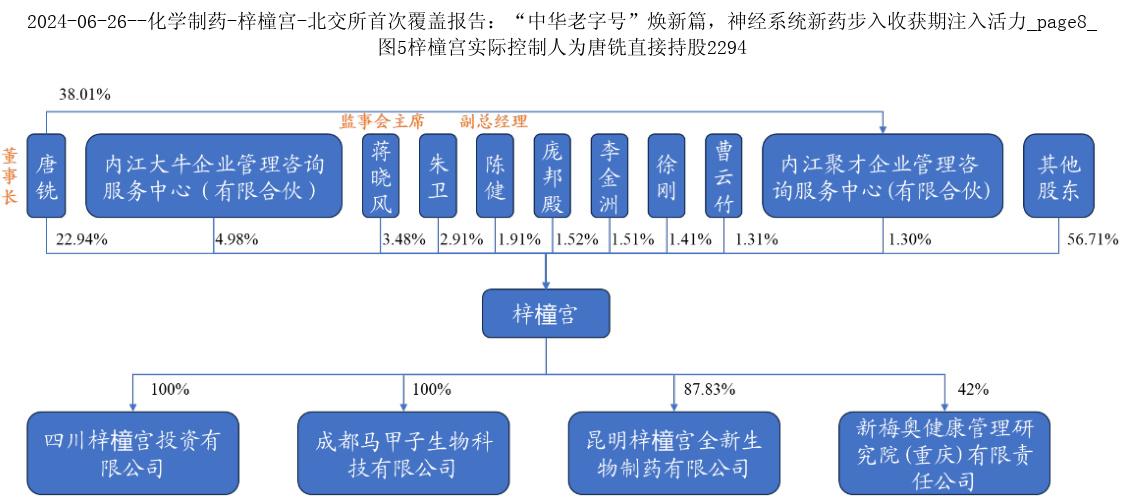 2024-06-26--化学制药-梓橦宫-北交所首次覆盖报告：“中华老字号”焕新篇，神经系统新药步入收获期注入活力_page8_
图5梓橦宫实际控制人为唐铣直接持股2294
38.01%
监事会主席 副总经理
董事长
唐铣
内江大牛企业管理咨询
服务中心（有限合伙）
蒋晓风
朱卫
陈健
庞邦殿
李金洲
徐刚
曹云竹
内江聚才企业管理咨
询服务中心(有限合伙)
其他
股东
22.94% 4.98% 3.48% 2.91% 1.91% 1.52% 1.51% 1.41% 1.31% 1.30% 56.71%
梓橦宫
100% 100% 87.83% 42%
四川梓橦宫投资有
限公司
成都马甲子生物科
技有限公司
昆明梓橦宫全新生
物制药有限公司
新梅奥健康管理研
究院(重庆)有限责
任公司